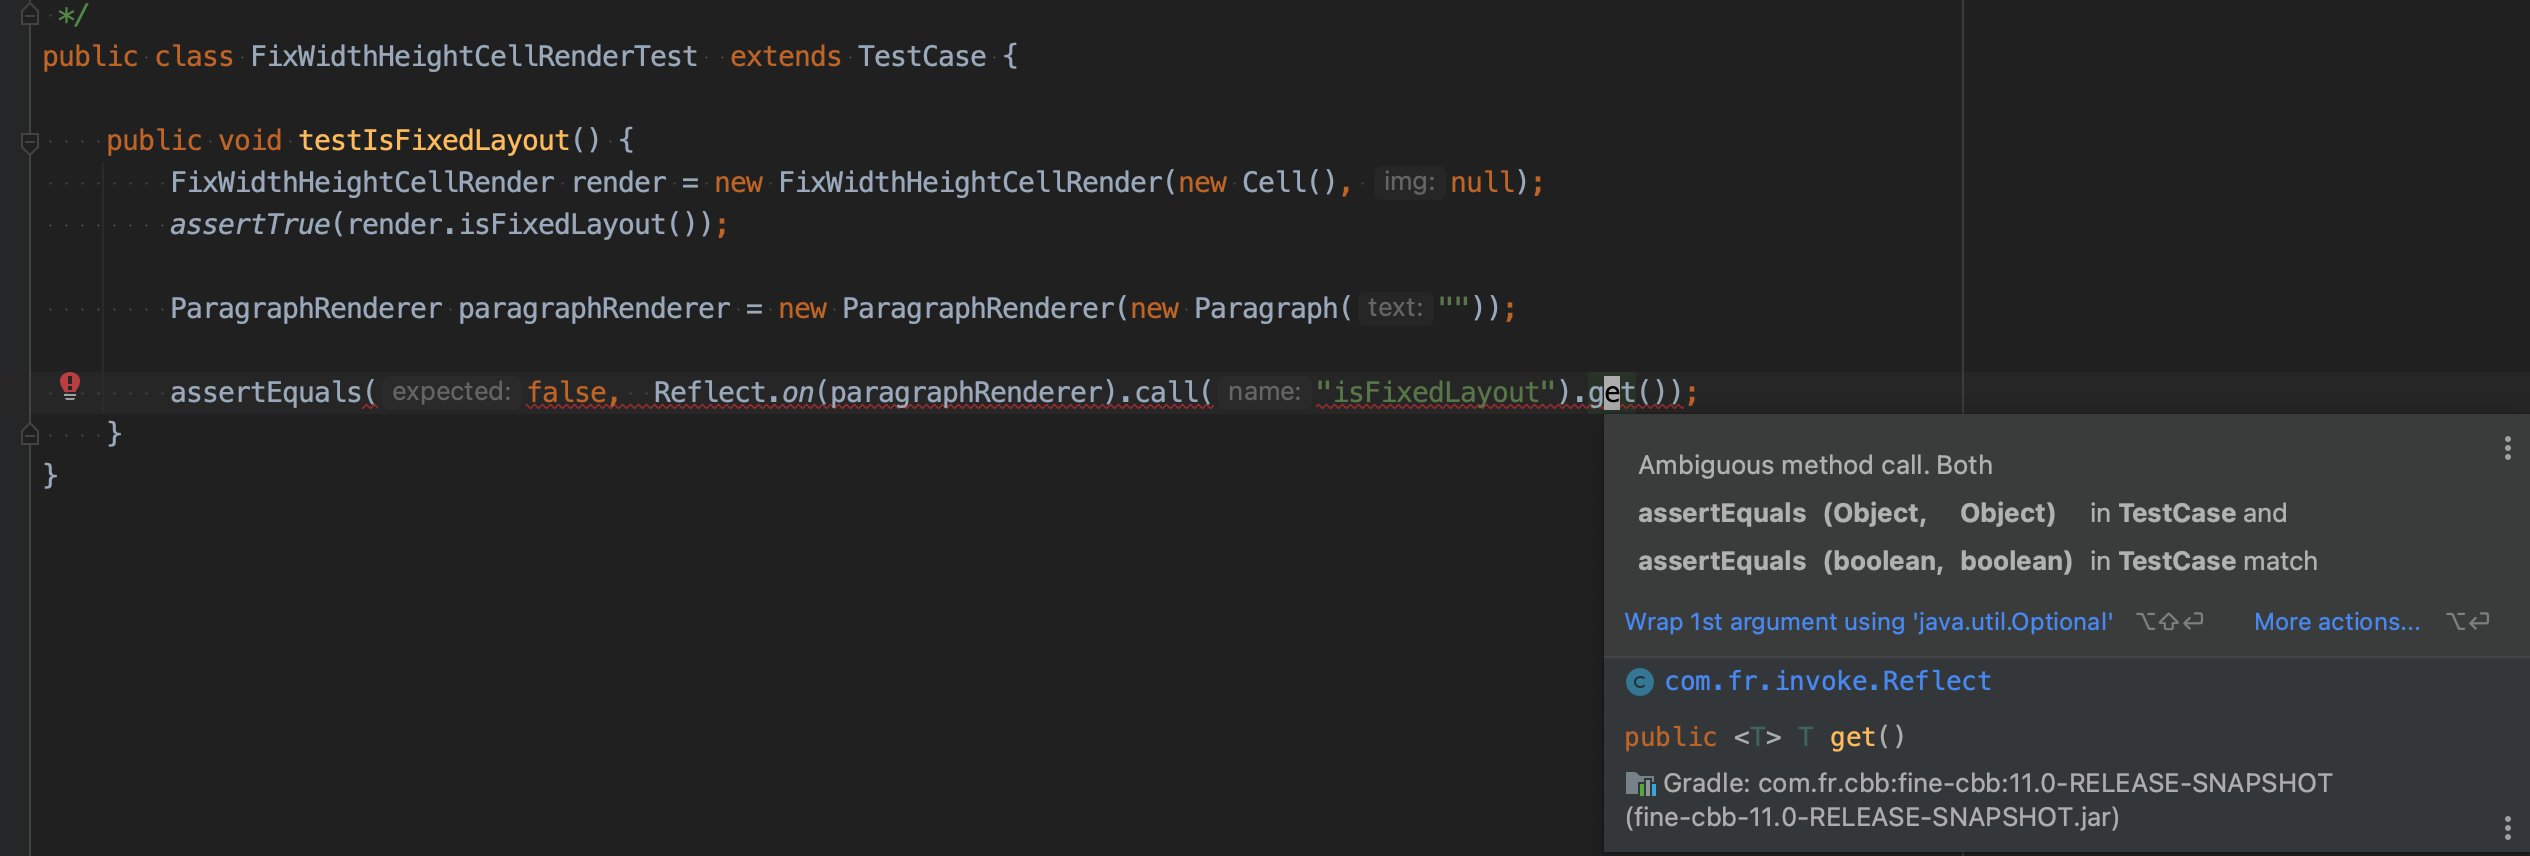 */
public class FixWidthHeightCellRenderTest  extends TestCase {
public void testIsFixedLayout() {
FixWidthHeightCellRender render = new FixWidthHeightCellRender(new Cell(), img: null);
assertTrue(render.isFixedLayout());
ParagraphRenderer paragraphRenderer = new ParagraphRenderer(new Paragraph( text: ""));
assertEquals( expected: false,  Reflect.on(paragraphRenderer).call( name: "isFixedLayout").get());
}
}
Ambiguous method call. Both
assertEquals (Object, Object) in TestCase and
assertEquals (boolean, boolean) in TestCase match
Wrap 1st argument using 'java.util.Optional' ⌥⇧⏎ More actions... ⌥⏎
C com.fr.invoke.Reflect
public <T> T get()
Gradle: com.fr.cbb:fine-cbb:11.0-RELEASE-SNAPSHOT
(fine-cbb-11.0-RELEASE-SNAPSHOT.jar)